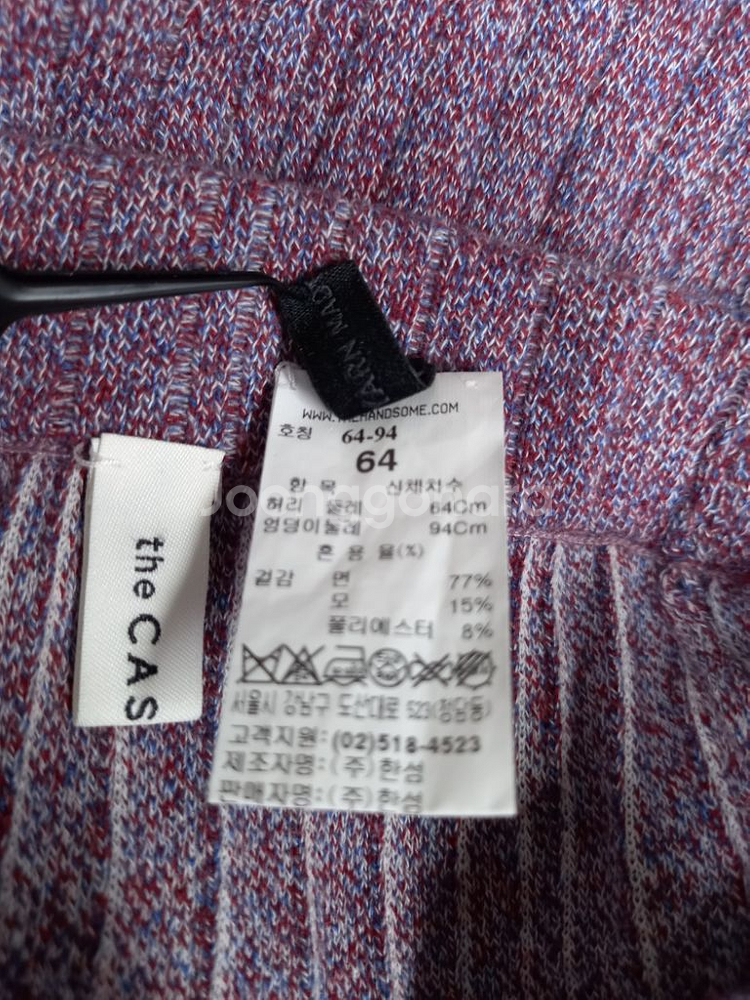 YARN MADE
WWW.THEHANDSOME.COM
호칭 64-94
64
항 목 신체치수
허리 둘레 64Cm
엉덩이둘레 94Cm
혼 용 율(%)
겉감 면 77%
모 15%
폴리에스터 8%
서울시 강남구 도산대로 523(청담동)
고객지원: (02)518-4523
제조자명: (주)한섬
판매자명: (주)한섬
the CAS
Joonggonara